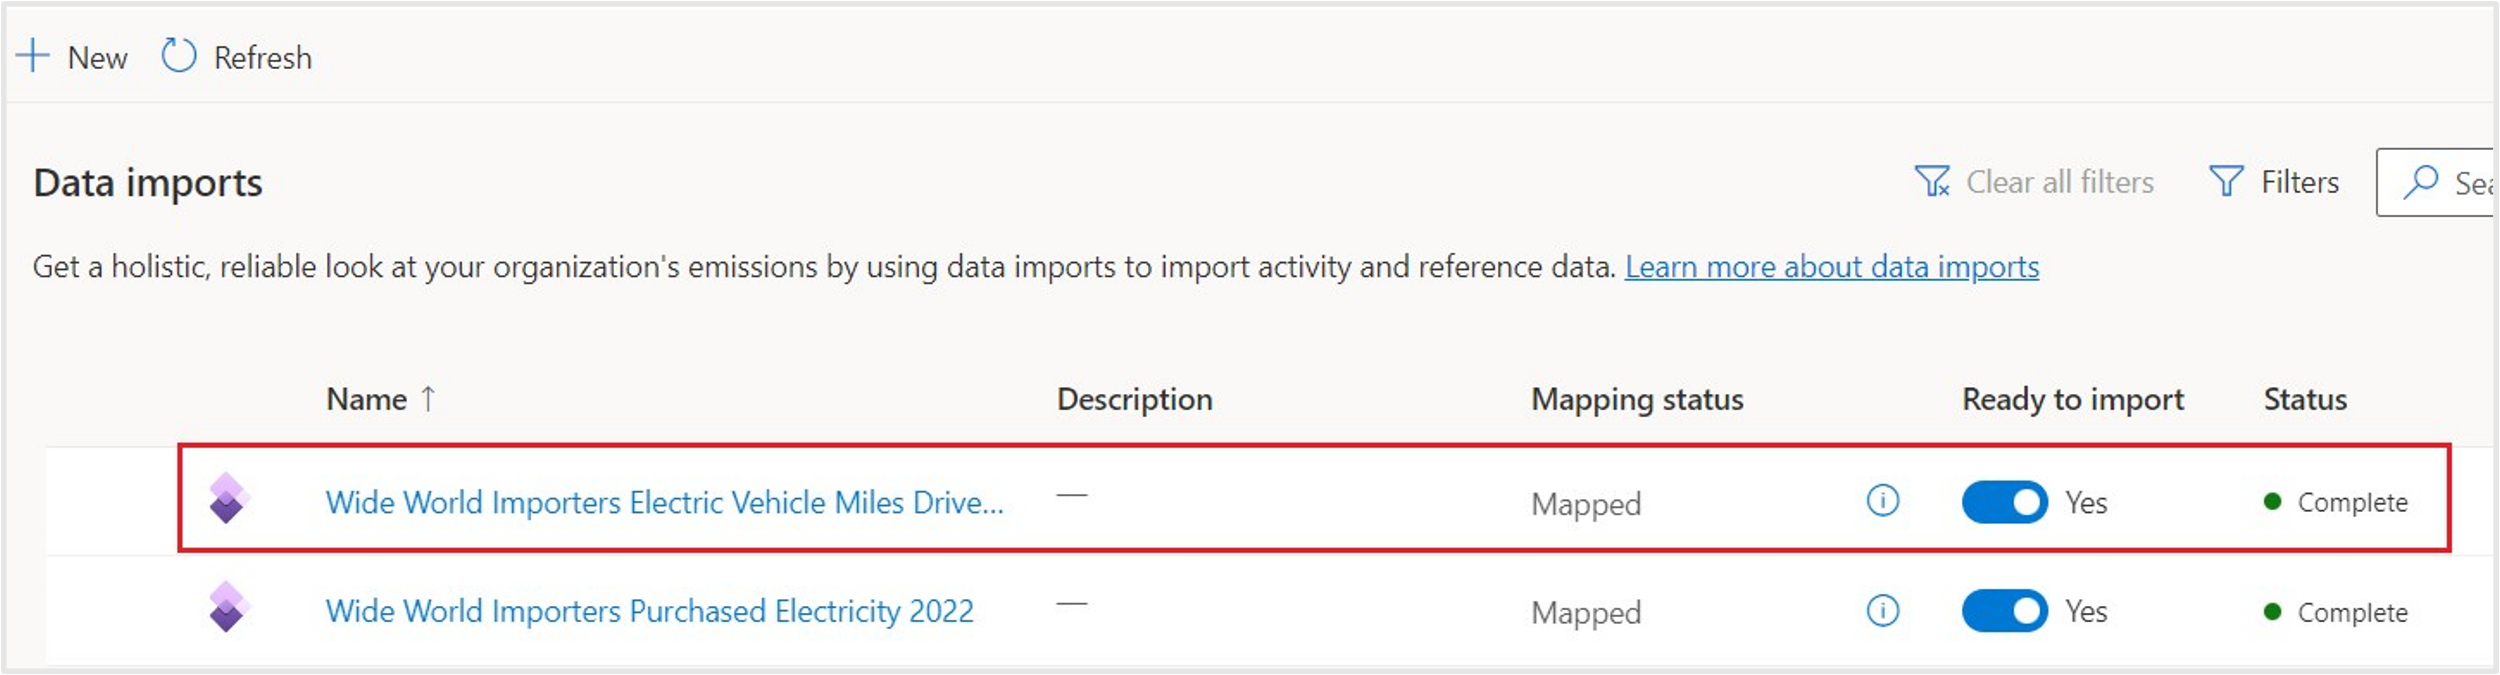 New Refresh
Data imports
Clear all filters Filters
Get a holistic, reliable look at your organization's emissions by using data imports to import activity and reference data. Learn more about data imports
Name ↑ Description Mapping status Ready to import Status
Wide World Importers Electric Vehicle Miles Drive... — Mapped Yes Complete
Wide World Importers Purchased Electricity 2022 — Mapped Yes Complete